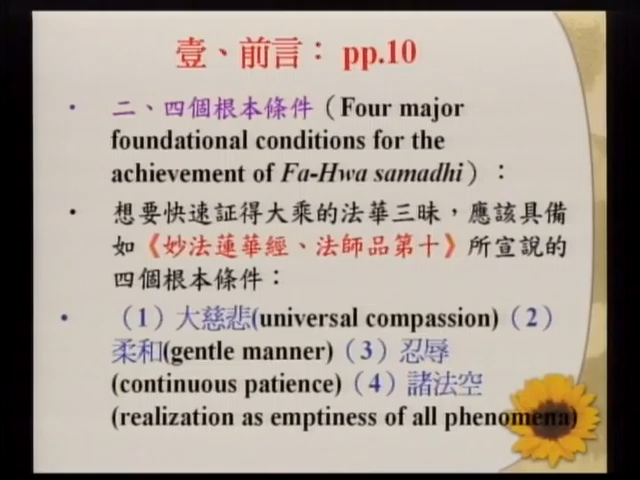 壹、前言： pp.10
• 二、四個根本條件（Four major
foundational conditions for the
achievement of Fa-Hwa samadhi）：
• 想要快速証得大乘的法華三昧，應該具備
如《妙法蓮華經、法師品第十》所宣說的
四個根本條件：
• （1）大慈悲(universal compassion)（2）
柔和(gentle manner)（3）忍辱
(continuous patience)（4）諸法空
(realization as emptiness of all phenomena)